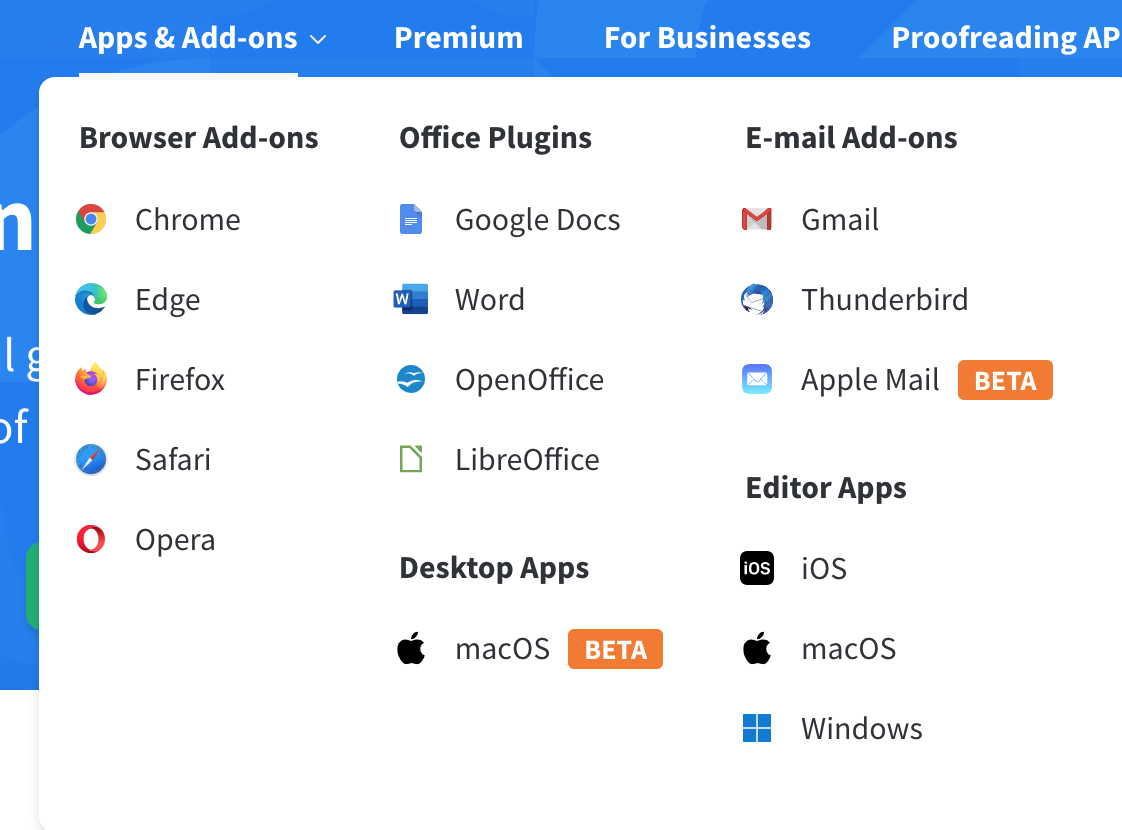 Apps & Add-ons
Premium
For Businesses
Proofreading AP
Browser Add-ons
Chrome
Edge
Firefox
Safari
Opera
Office Plugins
Google Docs
W
Word
OpenOffice
LibreOffice
Desktop Apps
macOS BETA
E-mail Add-ons
Gmail
Thunderbird
Apple Mail BETA
Editor Apps
iOS
iOS
macOS
Windows
n
l g
of